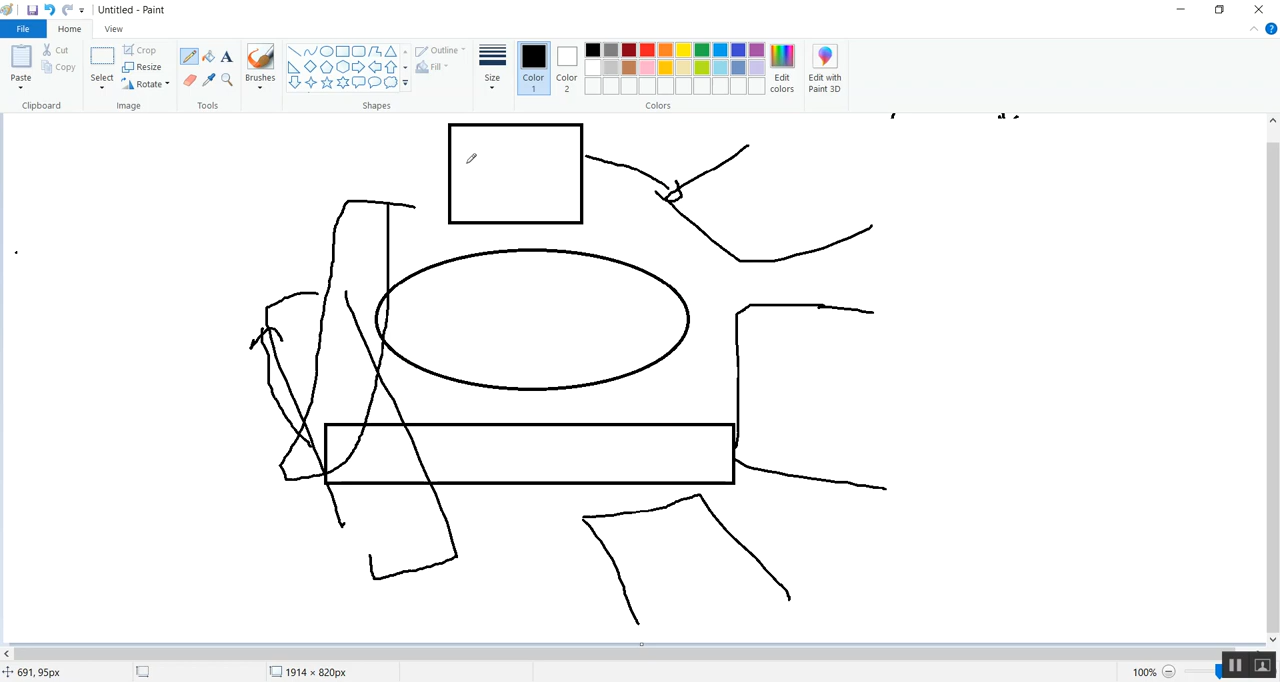 Untitled - Paint
File Home View
Paste Cut Copy Select Crop Resize Rotate Brushes Outline Fill Size Color 1 Color 2 Edit colors Edit with Paint 3D
Clipboard Image Tools Shapes Colors
691, 95px 1914 × 820px 100%